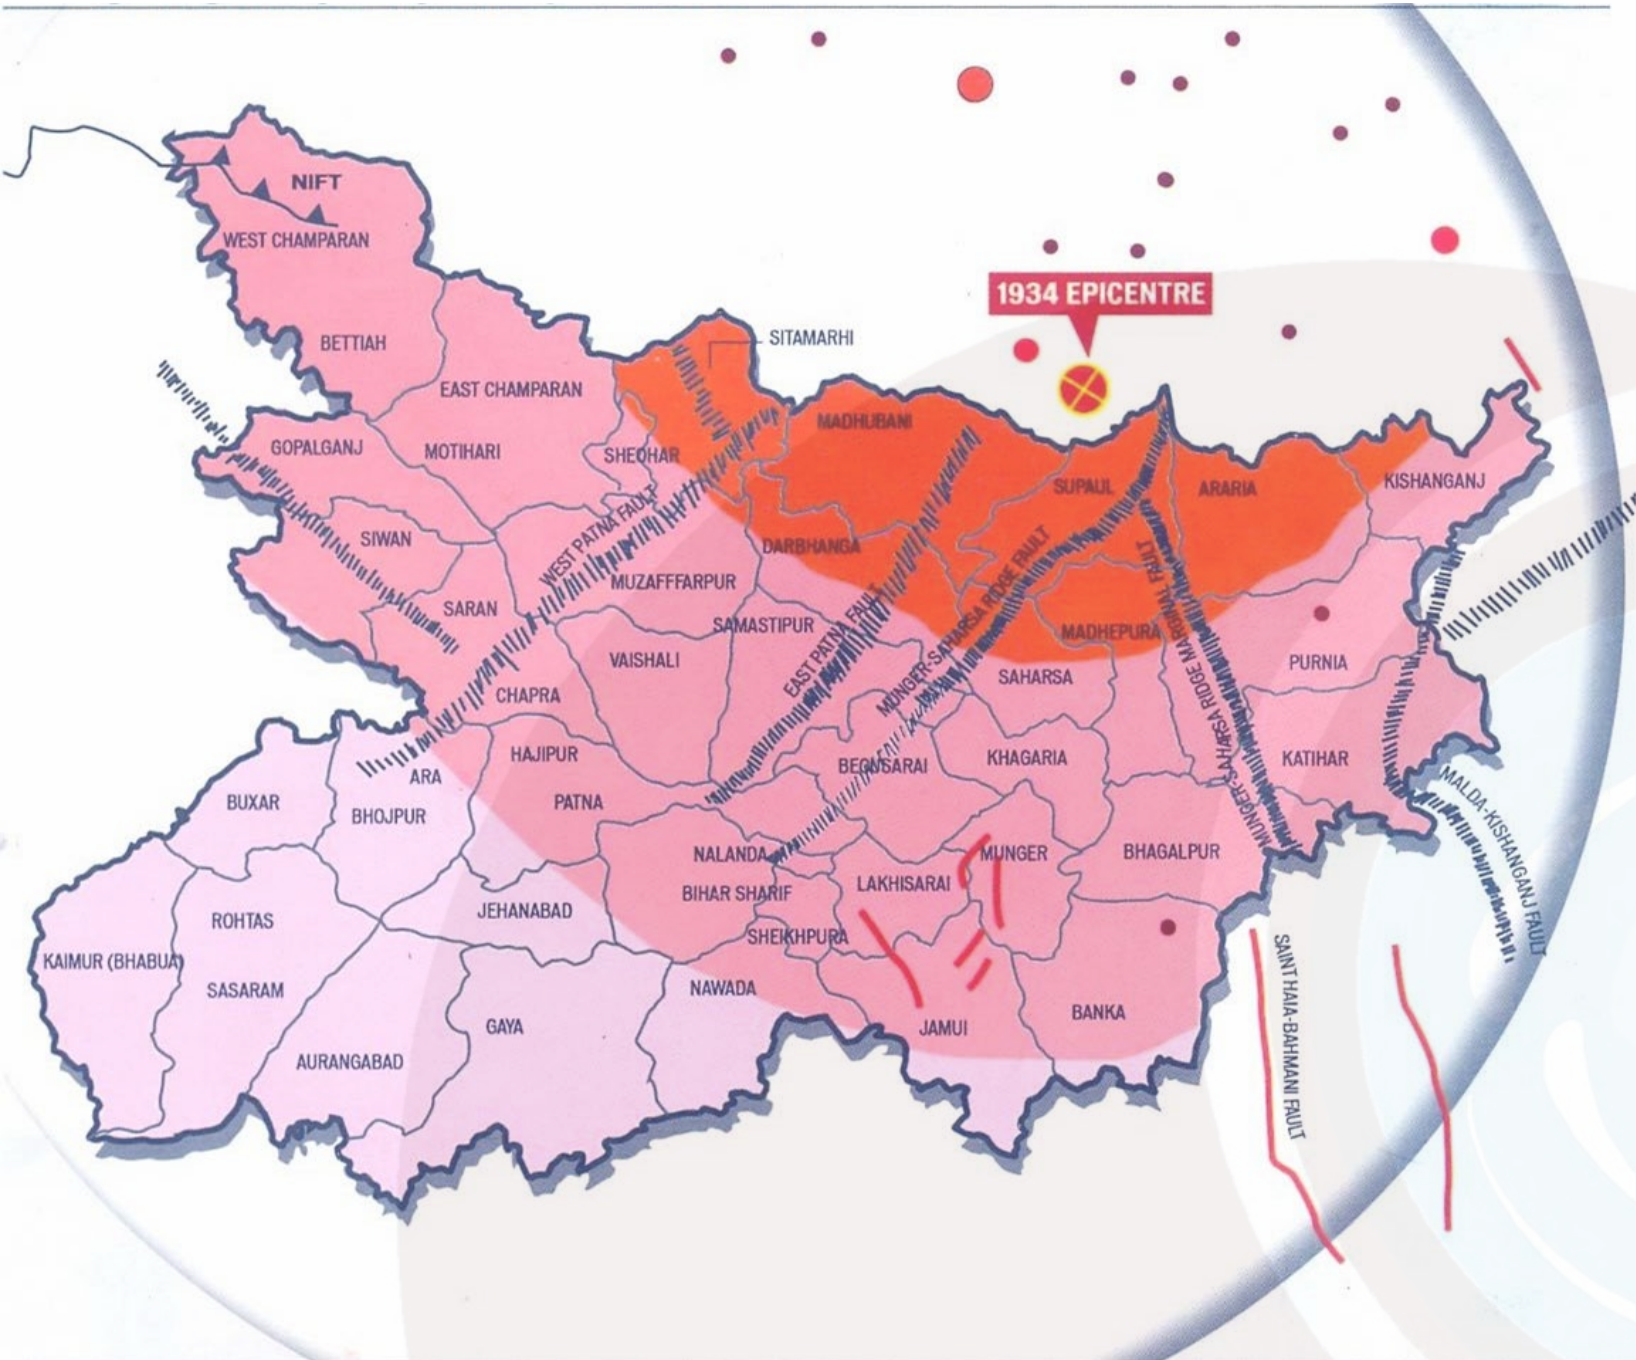 NIFT
WEST CHAMPARAN
1934 EPICENTRE
BETTIAH
SITAMARHI
EAST CHAMPARAN
MADHUBANI
GOPALGANJ
MOTIHARI
SHEOHAR
SUPAUL
ARARIA
KISHANGANJ
SIWAN
WEST PATNA FAULT
DARBHANGA
MUZAFFFARPUR
SARAN
SAMASTIPUR
EAST PATNA FAULT
MUNGER-SAHARSA RIDGE FAULT
MUNGER-SAHARSA RIDGE MARGINAL FAULT
MADHEPURA
VAISHALI
PURNIA
SAHARSA
CHAPRA
HAJIPUR
BEGUSARAI
KHAGARIA
KATIHAR
ARA
BUXAR
PATNA
BHOJPUR
MALDA-KISHANGANJ FAULT
NALANDA
MUNGER
BHAGALPUR
LAKHISARAI
BIHAR SHARIF
JEHANABAD
ROHTAS
SHEIKHPURA
KAIMUR (BHABUA)
SASARAM
NAWADA
GAYA
JAMUI
BANKA
AURANGABAD
SAINT HAIA-BAHMANI FAULT